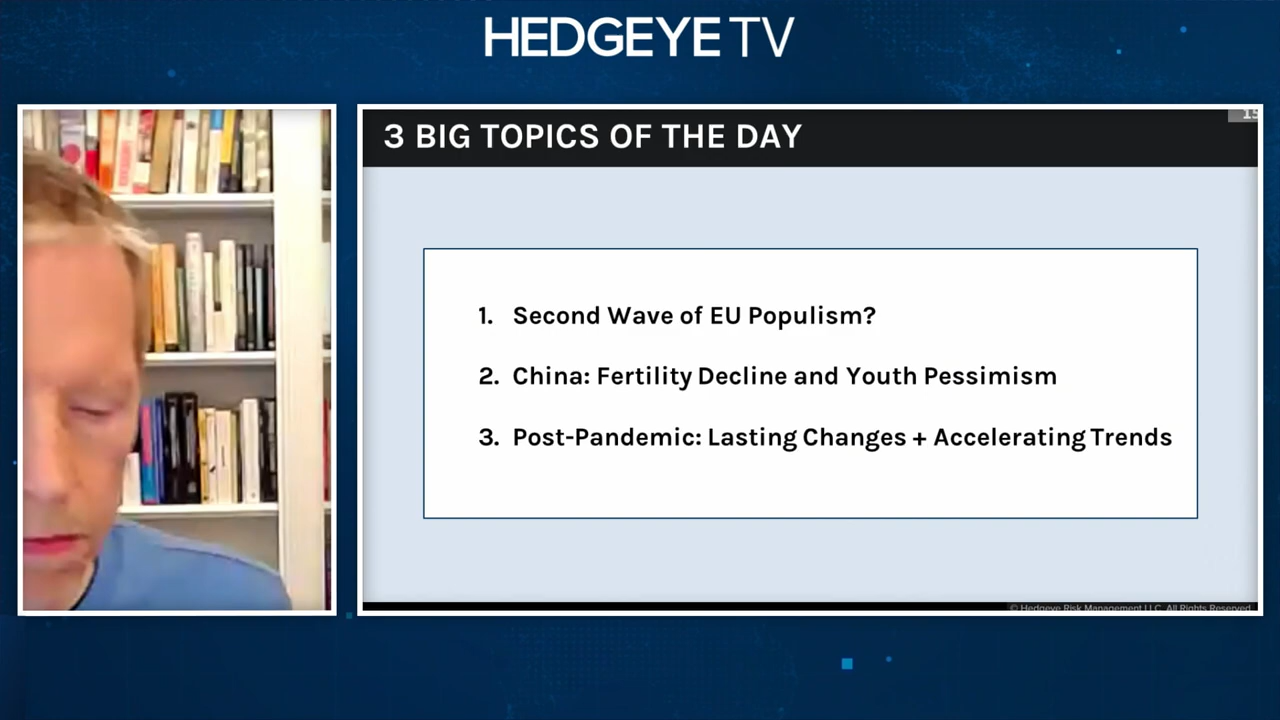 HEDGEYE TV
3 BIG TOPICS OF THE DAY
1. Second Wave of EU Populism?
2. China: Fertility Decline and Youth Pessimism
3. Post-Pandemic: Lasting Changes + Accelerating Trends
© Hedgeye Risk Management LLC. All Rights Reserved.